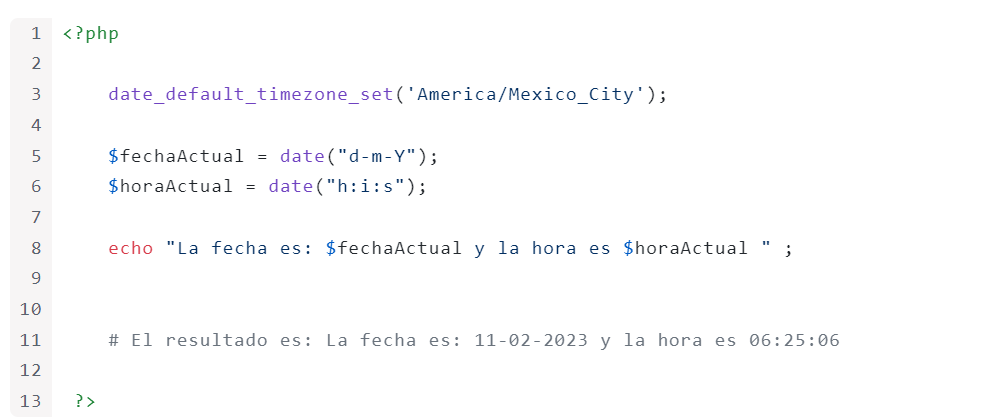 1 <?php
2
3 date_default_timezone_set('America/Mexico_City');
4
5 $fechaActual = date("d-m-Y");
6 $horaActual = date("h:i:s");
7
8 echo "La fecha es: $fechaActual y la hora es $horaActual " ;
9
10
11 # El resultado es: La fecha es: 11-02-2023 y la hora es 06:25:06
12
13 ?>